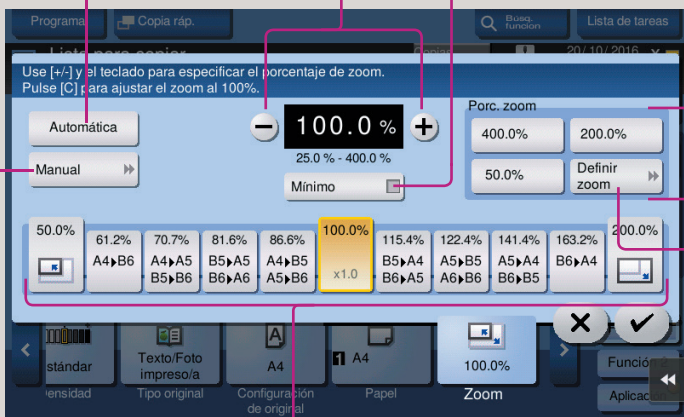 Programa
Copia ráp.
Búsq. función
Lista de tareas
Lista para copiar
Copias
20/10/2016
Use [+/-] y el teclado para especificar el porcentaje de zoom.
Pulse [C] para ajustar el zoom al 100%.
Automática
Manual
− 100.0 % +
25.0 % - 400.0 %
Mínimo
Porc. zoom
400.0% 200.0%
50.0% Definir zoom
50.0% 61.2% 70.7% 81.6% 86.6% 100.0% 115.4% 122.4% 141.4% 163.2% 200.0%
A4▸B6 A4▸A5 B5▸A5 A4▸B5 B5▸A4 A5▸B5 A5▸A4 B6▸A4
B5▸B6 B6▸A6 A5▸B6 x1.0 B6▸A5 A6▸B6 B6▸B5
stándar
Texto/Foto impreso/a
A
A4
1 A4
100.0%
Función 2
ensidad
Tipo original
Configuración de original
Papel
Zoom
Aplicac